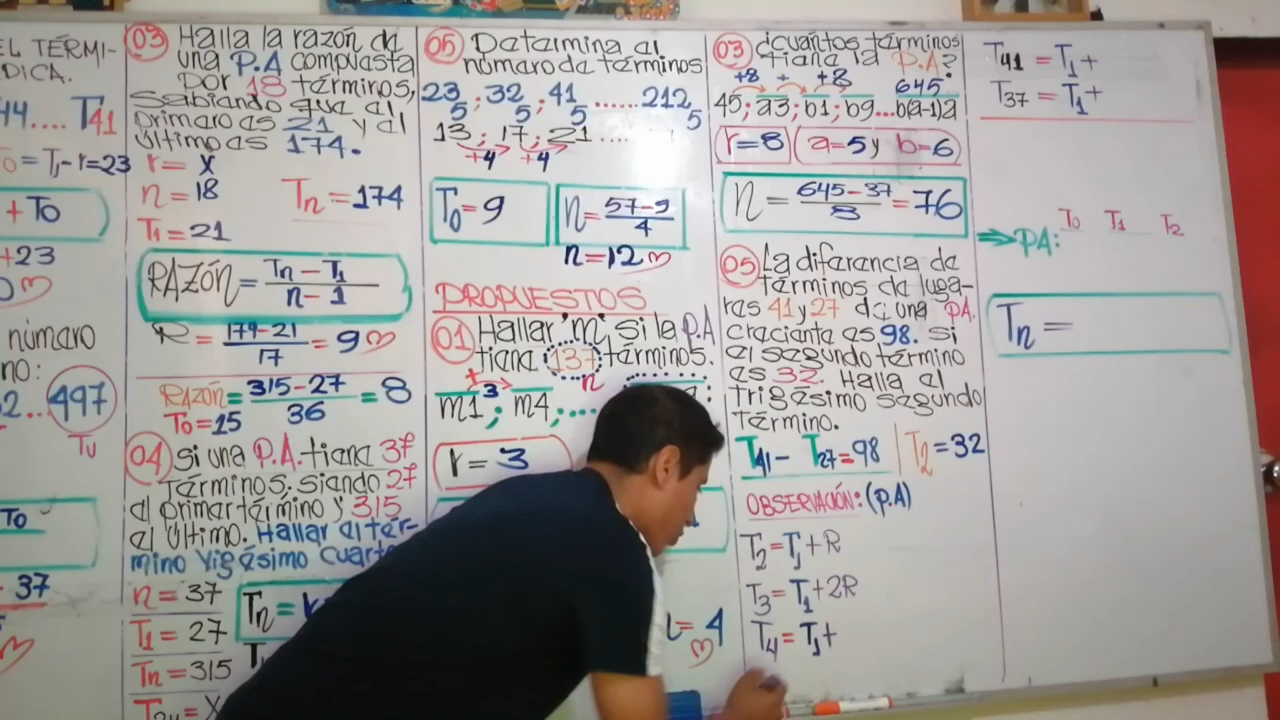 EL TÉRMI-
DICA.
44.... T41
T0 = T1 - r = 23
+ T0
+23
número
no:
2...497
Tu
T0
37
03 Halla la razón de
una P.A compuesta
por 18 términos,
sabiendo que el
primero es 21 y el
último es 174.
r = x
n = 18
Tn = 174
T1 = 21
RAZÓN = Tn - T1 / n - 1
R = 174-21 / 17 = 9
RAZÓN = 315-27 / 36 = 8
T0 = 15
04 Si una P.A. tiene 37
términos. siendo 27
el primer término y 315
el último. Hallar el tér-
mino vigésimo cuarto
n = 37
T1 = 27
Tn = 315
Tn =
05 Determina el
número de términos
23 5 ; 32 5 ; 41 5 ...... 212 5
13 ; 17 ; 21 ....
+4 +4
T0 = 9
n = 57-9 / 4
n = 12
PROPUESTOS
01 Hallar "m" si la P.A
tiene 137 términos.
+3 n
m1 ; m4 ; ....
r = 3
= 4
03 ¿cuántos términos
tiene la P.A?
+8 + +8 645
45; a3; b1; b9...b(a-1)a
r=8 (a=5 y b=6)
n = 645-37 / 8 = 76
05 La diferencia de
términos de luga-
res 41 y 27 de una PA.
creciente es 98. si
el segundo término
es 32. Halla el
trigésimo segundo
término.
T41 - T27 = 98 | T2 = 32
OBSERVACIÓN: (P.A)
T2 = T1 + R
T3 = T1 + 2R
T4 = T1 +
T41 = T1 +
T37 = T1 +
T0 T1 T2
⇒ PA:
Tn =